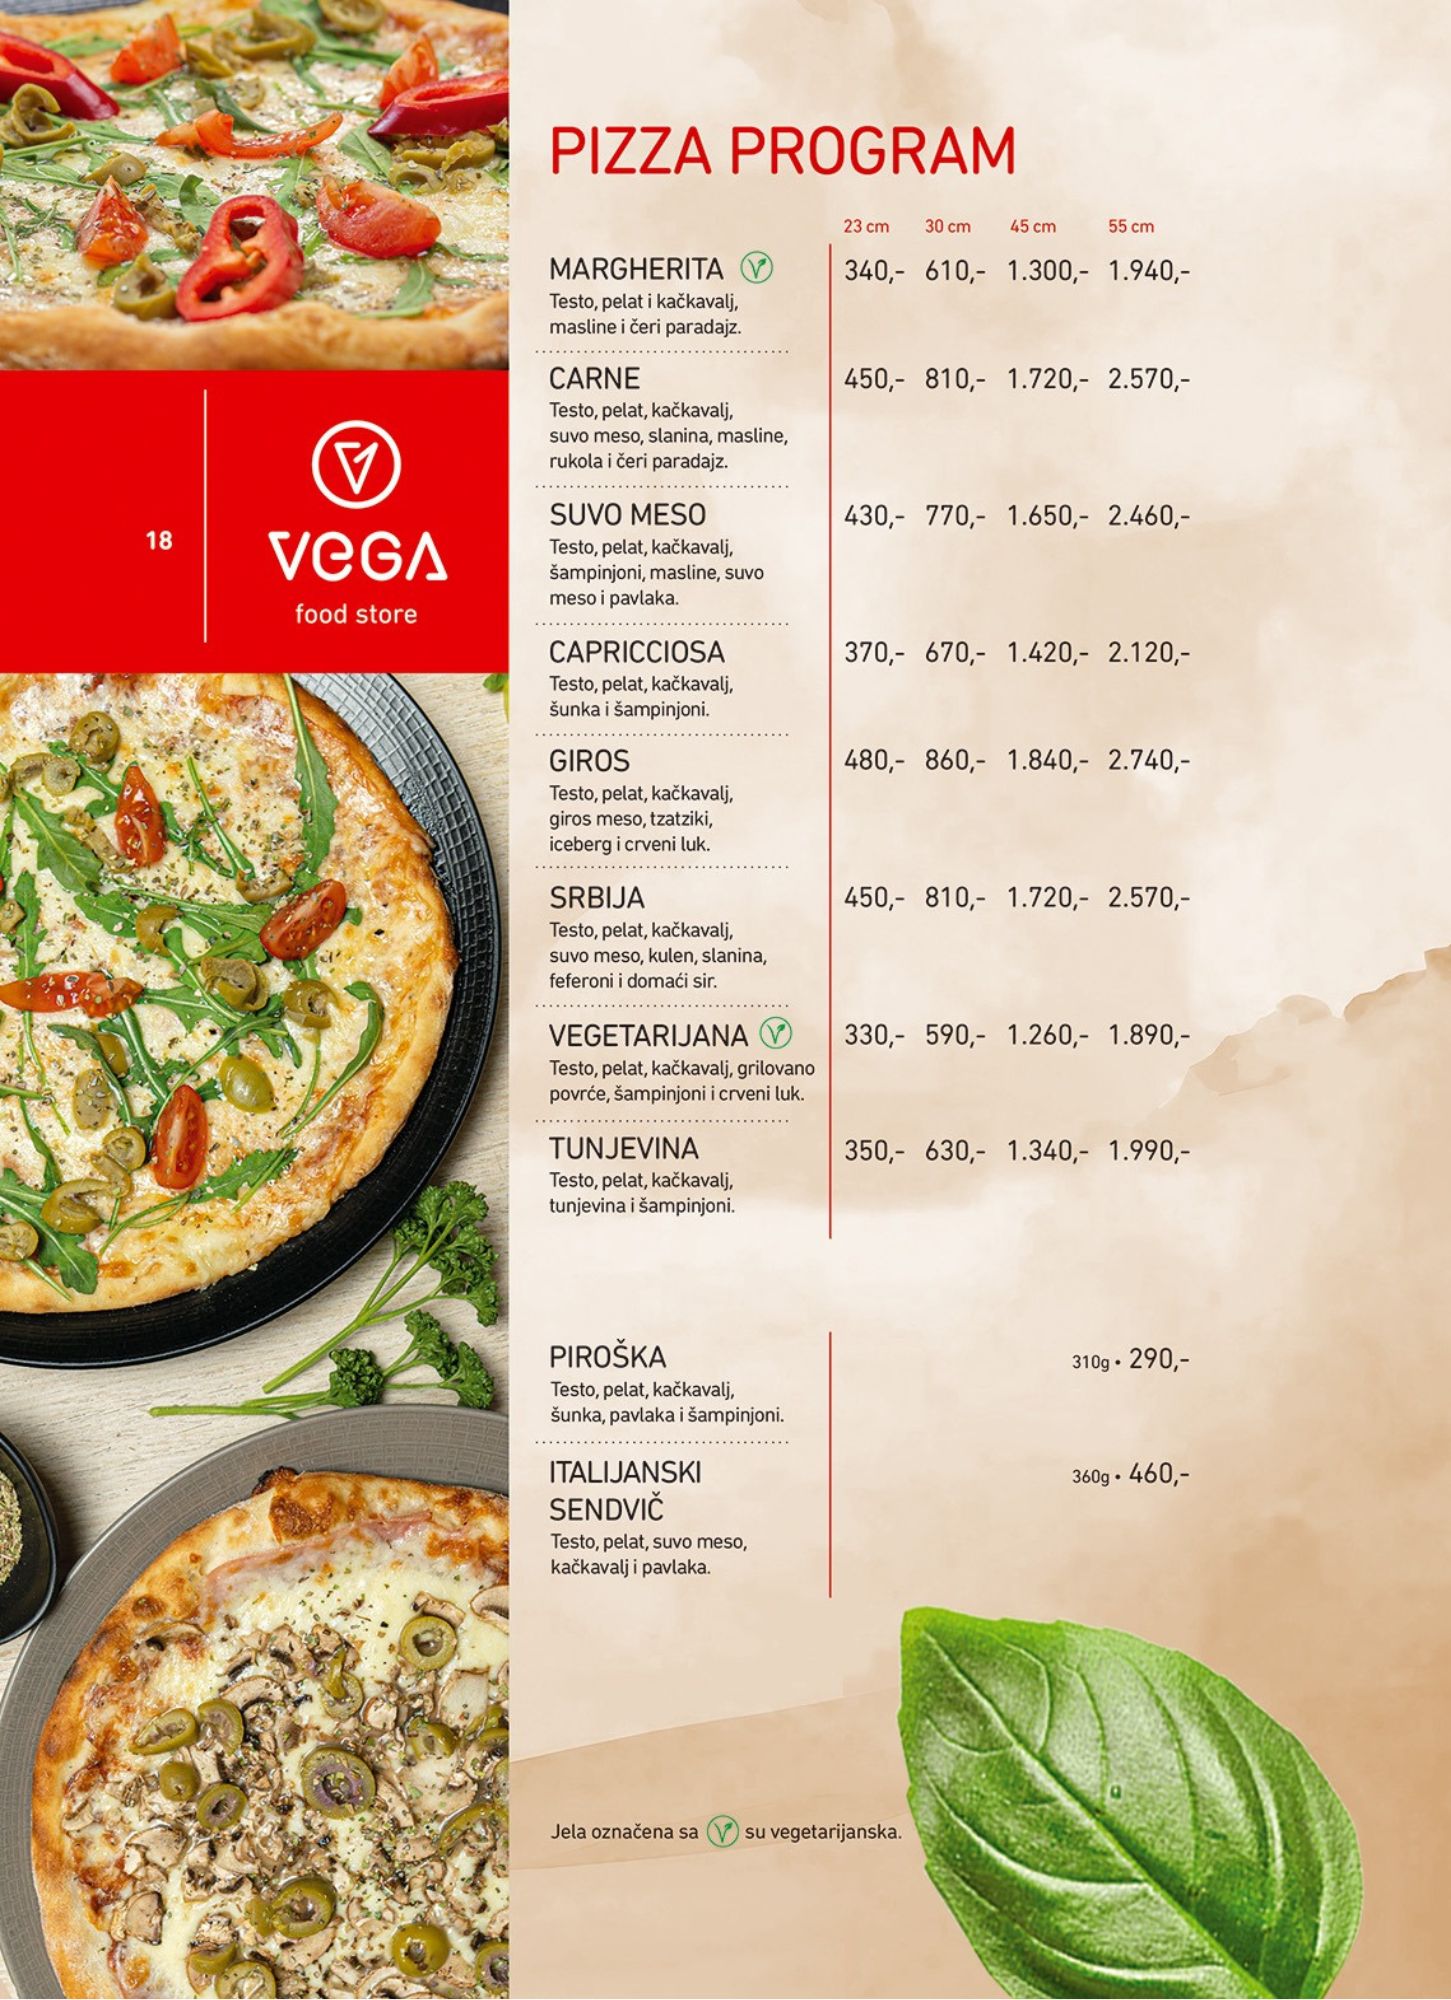 PIZZA PROGRAM
23 cm 30 cm 45 cm 55 cm
MARGHERITA 340,- 610,- 1.300,- 1.940,-
Testo, pelat i kačkavalj,
masline i čeri paradajz.
CARNE 450,- 810,- 1.720,- 2.570,-
Testo, pelat, kačkavalj,
suvo meso, slanina, masline,
rukola i čeri paradajz.
SUVO MESO 430,- 770,- 1.650,- 2.460,-
Testo, pelat, kačkavalj,
šampinjoni, masline, suvo
meso i pavlaka.
CAPRICCIOSA 370,- 670,- 1.420,- 2.120,-
Testo, pelat, kačkavalj,
šunka i šampinjoni.
GIROS 480,- 860,- 1.840,- 2.740,-
Testo, pelat, kačkavalj,
giros meso, tzatziki,
iceberg i crveni luk.
SRBIJA 450,- 810,- 1.720,- 2.570,-
Testo, pelat, kačkavalj,
suvo meso, kulen, slanina,
feferoni i domaći sir.
VEGETARIJANA 330,- 590,- 1.260,- 1.890,-
Testo, pelat, kačkavalj, grilovano
povrće, šampinjoni i crveni luk.
TUNJEVINA 350,- 630,- 1.340,- 1.990,-
Testo, pelat, kačkavalj,
tunjevina i šampinjoni.
PIROŠKA 310g • 290,-
Testo, pelat, kačkavalj,
šunka, pavlaka i šampinjoni.
ITALIJANSKI 360g • 460,-
SENDVIČ
Testo, pelat, suvo meso,
kačkavalj i pavlaka.
Jela označena sa V su vegetarijanska.
18
VEGA
food store